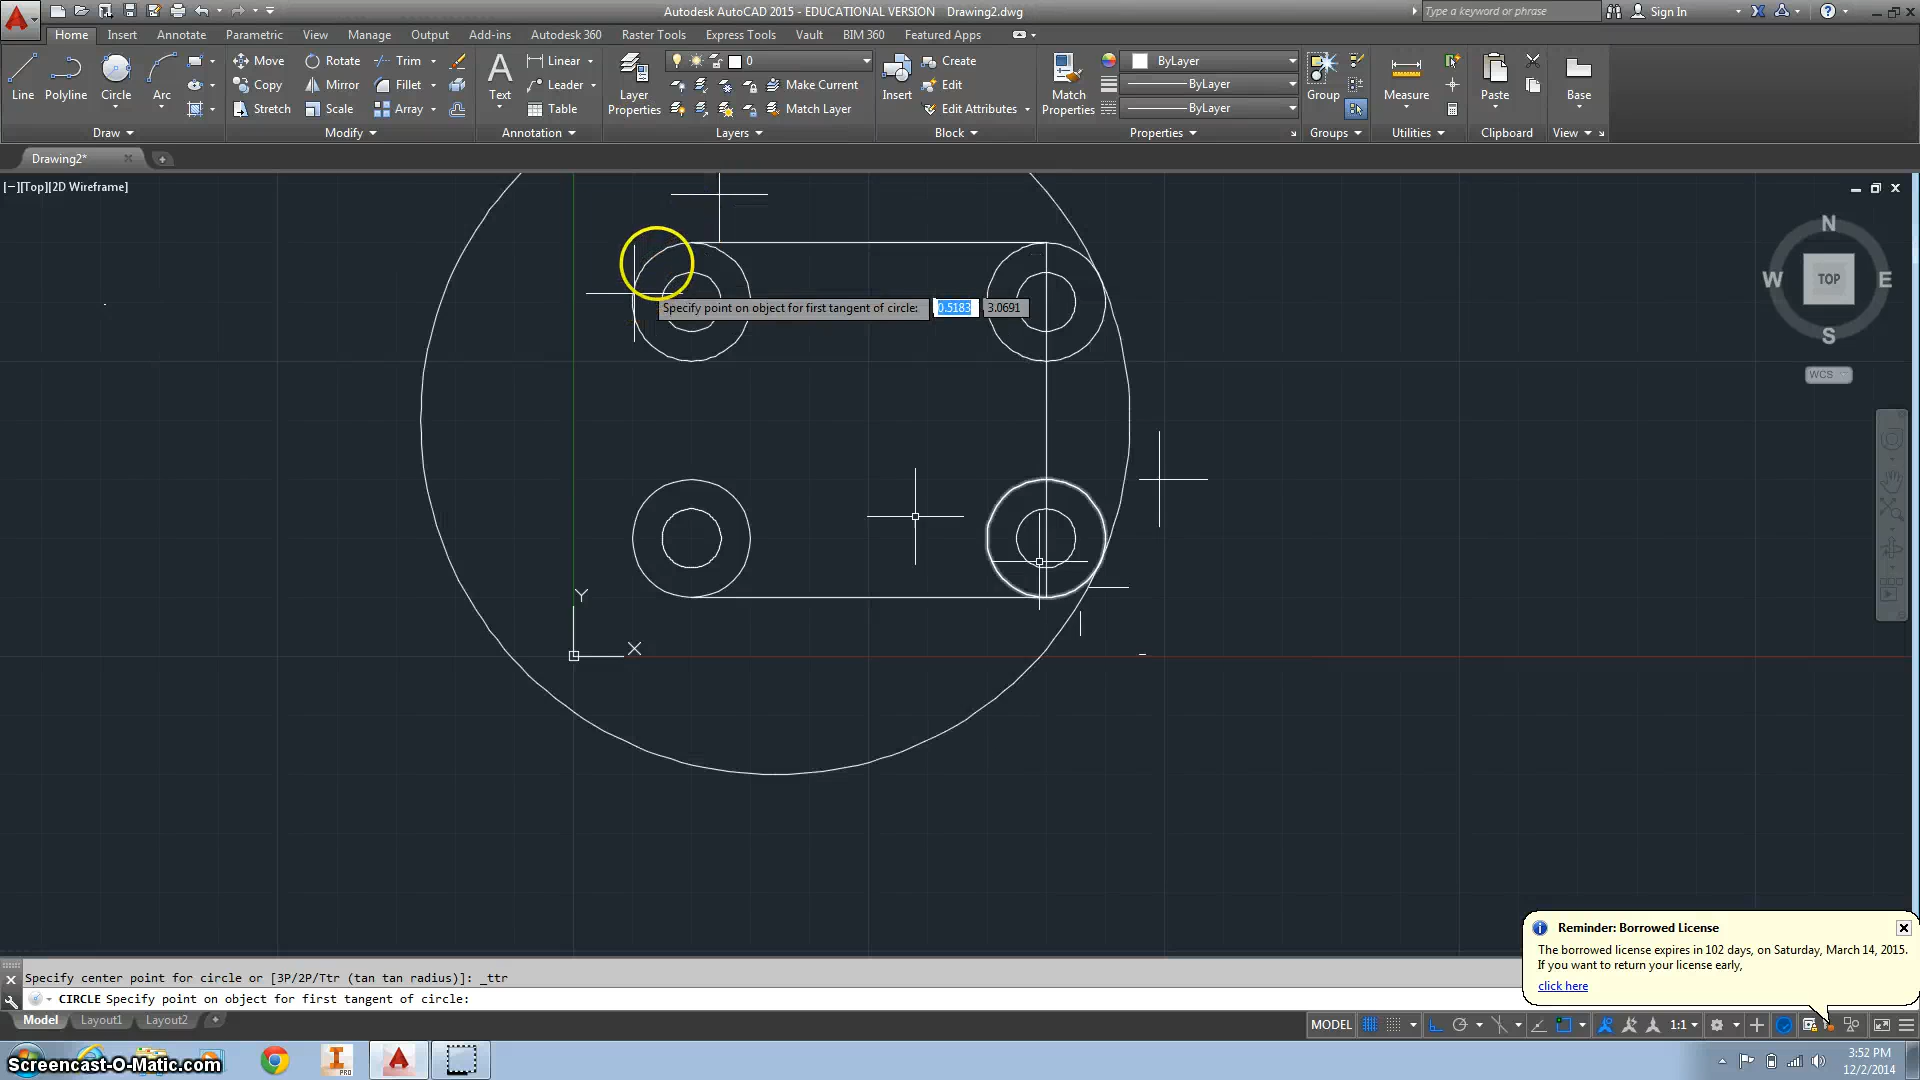 Autodesk AutoCAD 2015 - EDUCATIONAL VERSION Drawing2.dwg
Type a keyword or phrase
Sign In
Home Insert Annotate Parametric View Manage Output Add-ins Autodesk 360 Raster Tools Express Tools Vault BIM 360 Featured Apps
Line Polyline Circle Arc
Draw
Move Rotate Trim
Copy Mirror Fillet
Stretch Scale Array
Modify
Text
Linear
Leader
Table
Annotation
Layer Properties
0
Make Current
Match Layer
Layers
Insert
Create
Edit
Edit Attributes
Block
Match Properties
ByLayer
ByLayer
ByLayer
Properties
Group
Groups
Measure
Utilities
Paste
Clipboard
Base
View
Drawing2*
[−][Top][2D Wireframe]
N
W TOP E
S
WCS
Specify point on object for first tangent of circle: 0.5183 3.0691
Y
X
Reminder: Borrowed License
The borrowed license expires in 102 days, on Saturday, March 14, 2015.
If you want to return your license early,
click here
Specify center point for circle or [3P/2P/Ttr (tan tan radius)]: _ttr
CIRCLE Specify point on object for first tangent of circle:
Model Layout1 Layout2
MODEL 1:1
Screencast-O-Matic.com
PRO
3:52 PM
12/2/2014